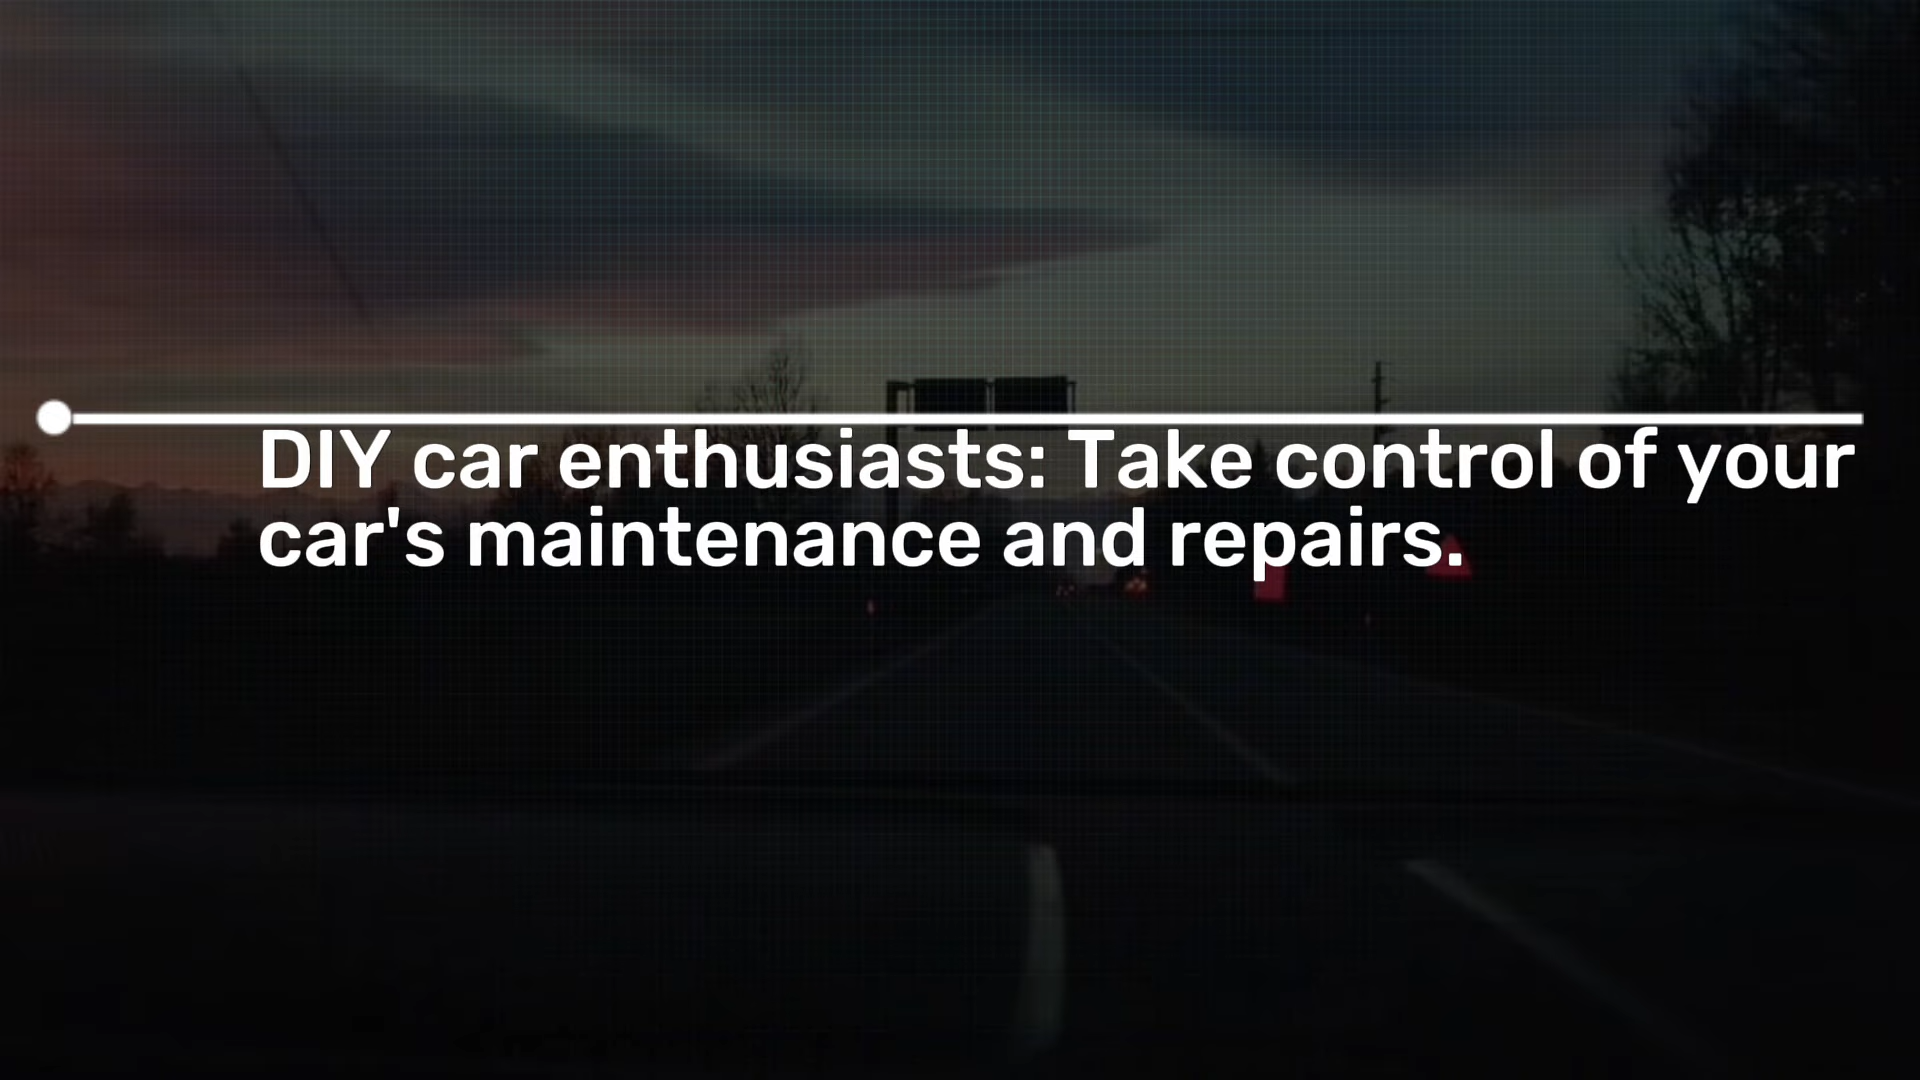 DIY car enthusiasts: Take control of your
car's maintenance and repairs.